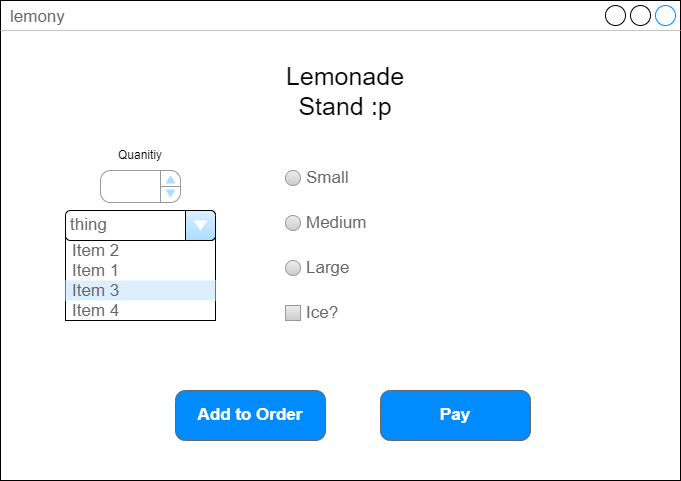 lemony
Lemonade
Stand :p
Quanitiy
thing
Item 2
Item 1
Item 3
Item 4
Small
Medium
Large
Ice?
Add to Order
Pay